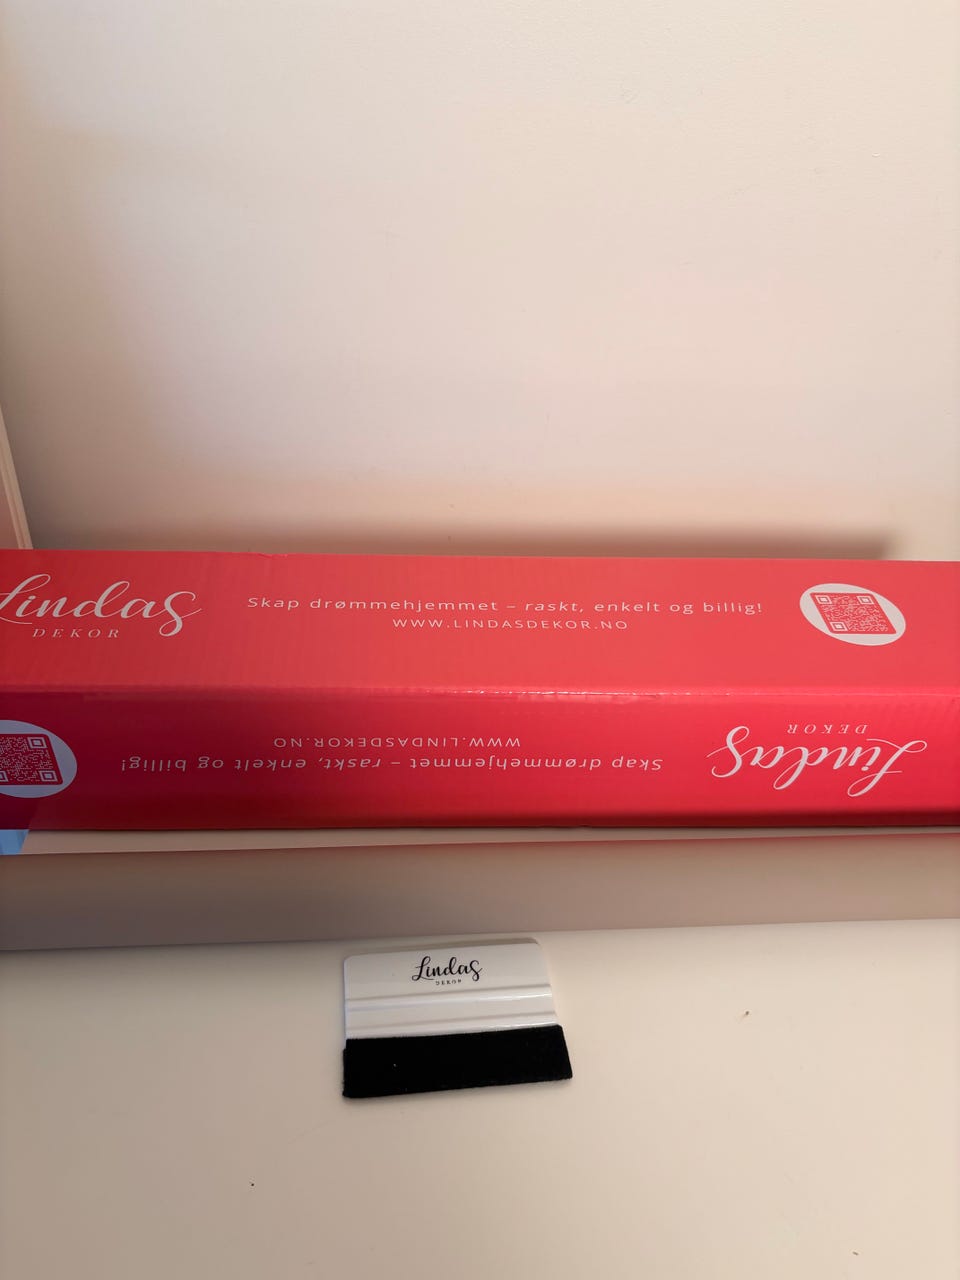 Lindas
DEKOR
Skap drømmehjemmet – raskt, enkelt og billig!
WWW.LINDASDEKOR.NO
Lindas
DEKOR
Skap drømmehjemmet – raskt, enkelt og billig!
WWW.LINDASDEKOR.NO
Lindas
DEKOR